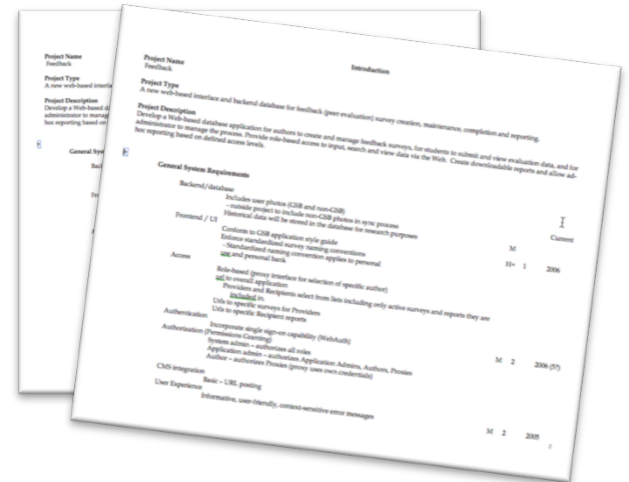 Project Name
Feedback
Project Type
A new web-based interf
Project Description
Develop a Web-based d
administrator to manag
hoc reporting based on
General Syst
Introduction
Project Name
Feedback
Project Type
A new web-based interface and backend database for feedback (peer evaluation) survey creation, maintenance, completion and reporting.
Project Description
Develop a Web-based database application for authors to create and manage feedback surveys, for students to submit and view evaluation data, and for
administrator to manage the process. Provide role-based access to input, search and view data via the Web. Create downloadable reports and allow ad-
hoc reporting based on defined access levels.
General System Requirements
Current
Backend/database
Includes user photos (GSB and non-GSB)
- outside project to include non-GSB photos in sync process
Historical data will be stored in the database for research purposes M
Frontend / UI
Conform to GSB application style guide H+ 1 2006
Enforce standardized survey naming conventions
- Standardized naming convention applies to personal
use and personal bank
Access
Role-based (proxy interface for selection of specific author)
url to overall application
Providers and Recipients select from lists including only active surveys and reports they are
included in.
Urls to specific surveys for Providers
Urls to specific Recipient reports
Authentication
Incorporate single sign-on capability (WebAuth) M 2 2006 (5?)
Authorization (Permissions Granting)
System admin – authorizes all roles
Application admin – authorizes Application Admins, Authors, Proxies
Author – authorizes Proxies (proxy uses own credentials)
CMS integration
Basic – URL posting
User Experience
Informative, user-friendly, context-sensitive error messages M 2 2005